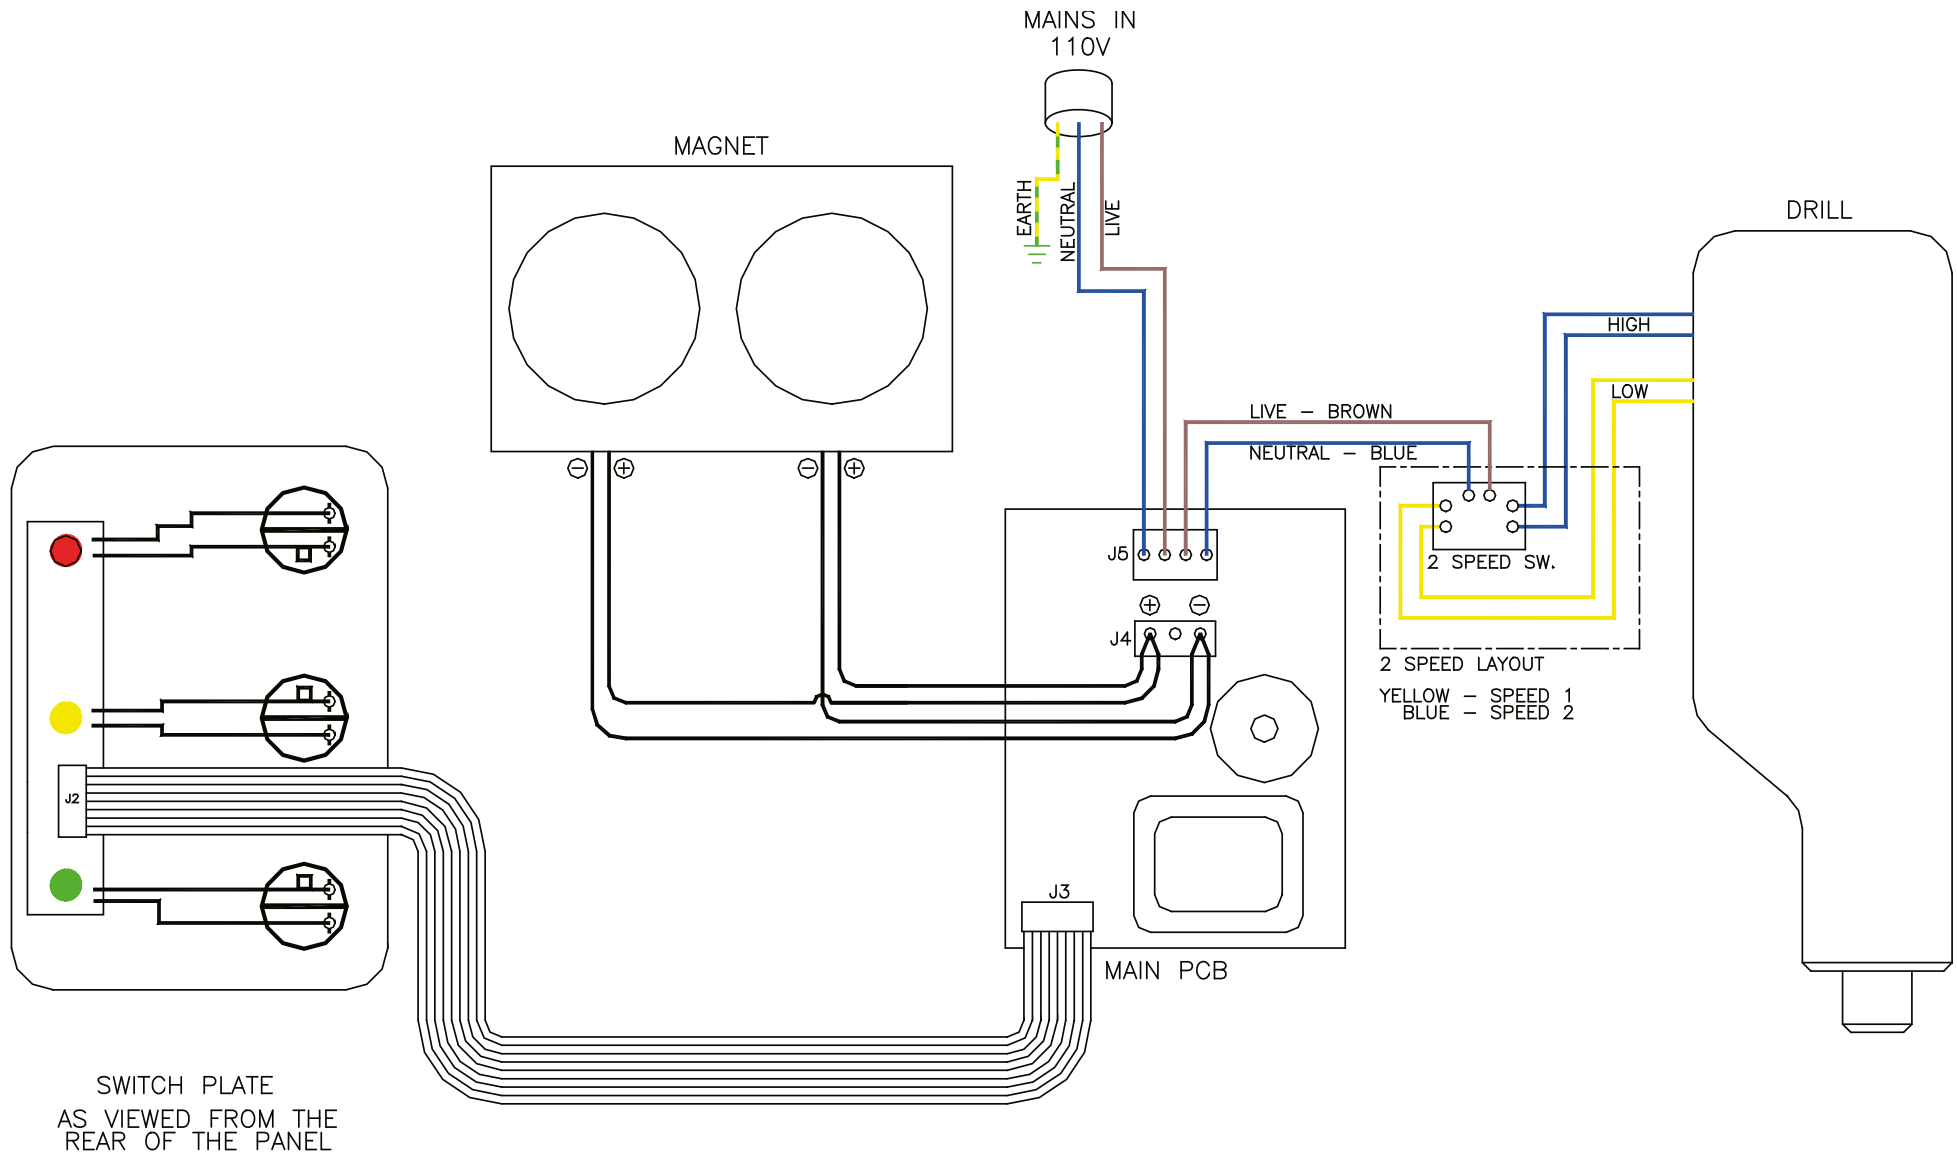 MAINS IN
110V
MAGNET
EARTH
NEUTRAL
LIVE
DRILL
HIGH
LOW
LIVE - BROWN
NEUTRAL - BLUE
J5
2 SPEED SW.
J4
2 SPEED LAYOUT
YELLOW - SPEED 1
BLUE - SPEED 2
J2
J3
MAIN PCB
SWITCH PLATE
AS VIEWED FROM THE
REAR OF THE PANEL